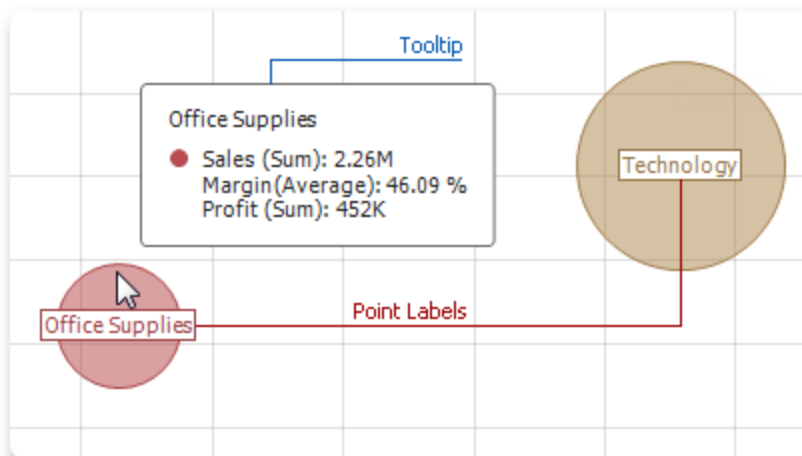 Tooltip
Office Supplies
Sales (Sum): 2.26M
Margin(Average): 46.09 %
Profit (Sum): 452K
Technology
Point Labels
Office Supplies